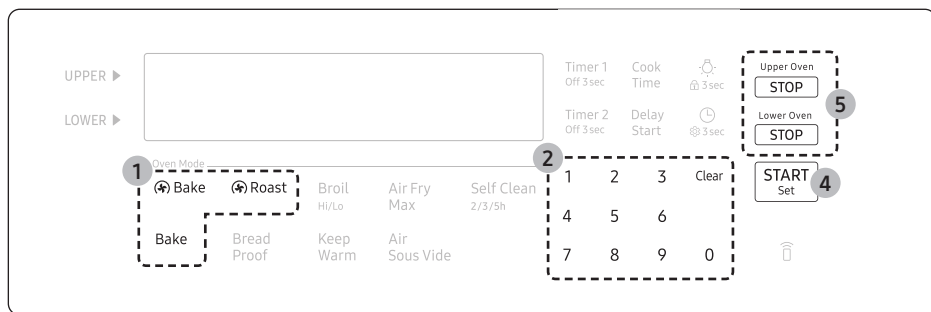 UPPER ▶
LOWER ▶
Timer 1
Off 3 sec
Cook
Time
3 sec
Timer 2
Off 3 sec
Delay
Start
3 sec
Upper Oven
STOP
Lower Oven
STOP
5
1
Oven Mode
Bake
Roast
Broil
Hi/Lo
Air Fry
Max
Self Clean
2/3/5h
Bake
Bread
Proof
Keep
Warm
Air
Sous Vide
2
1 2 3 Clear
4 5 6
7 8 9 0
START
Set
4